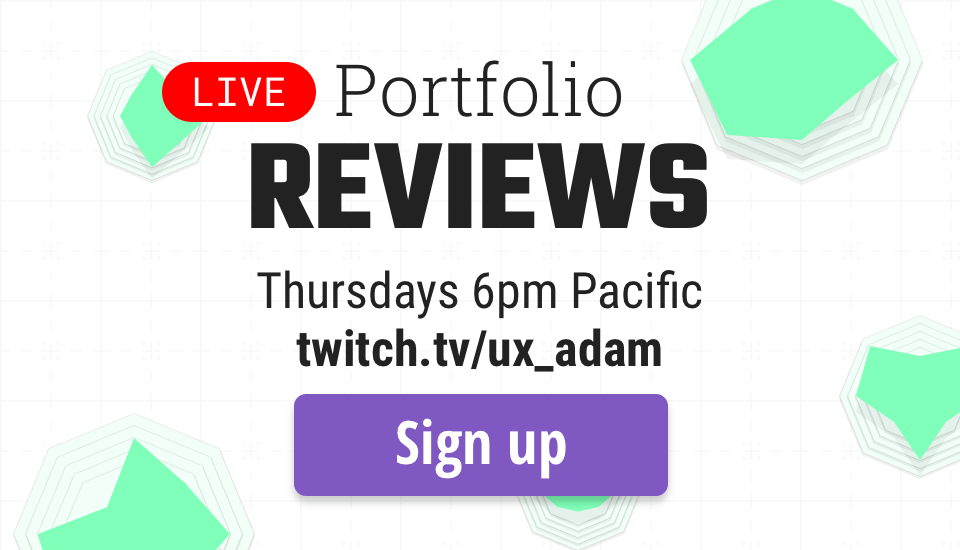 LIVE Portfolio
REVIEWS
Thursdays 6pm Pacific
twitch.tv/ux_adam
Sign up